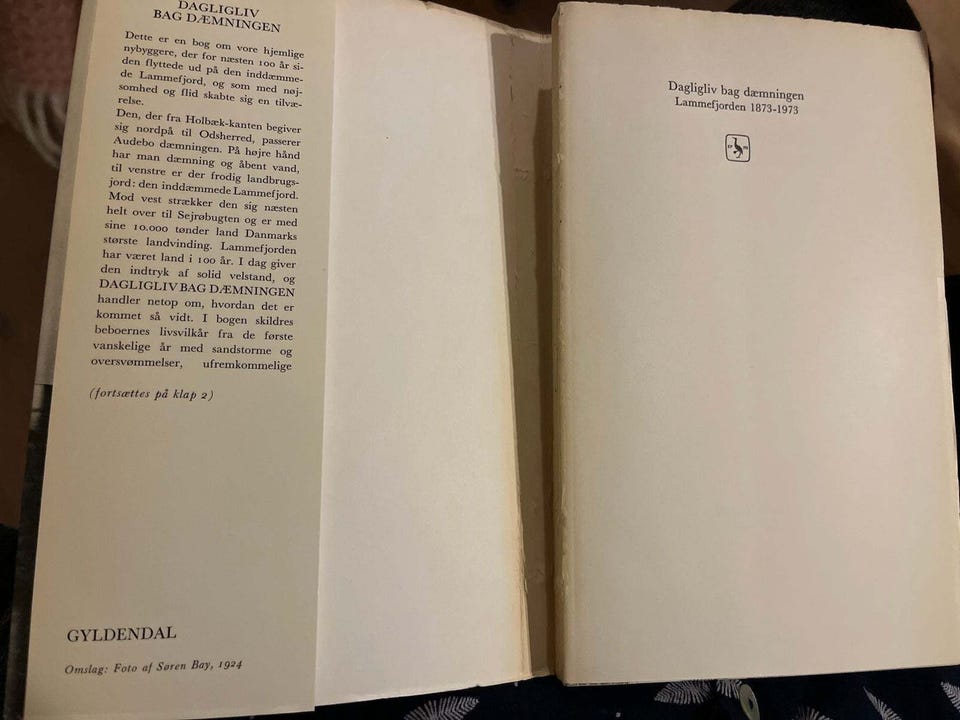 DAGLIGLIV
BAG DÆMNINGEN
Dette er en bog om vore hjemlige
nybyggere, der for næsten 100 år si-
den flyttede ud på den inddæmme-
de Lammefjord, og som med nøj-
somhed og flid skabte sig en tilvæ-
relse.
Den, der fra Holbæk-kanten begiver
sig nordpå til Odsherred, passerer
Audebo dæmningen. På højre hånd
har man dæmning og åbent vand,
til venstre er der frodig landbrugs-
jord: den inddæmmede Lammefjord.
Mod vest strækker den sig næsten
helt over til Sejrøbugten og er med
sine 10.000 tønder land Danmarks
største landvinding. Lammefjorden
har været land i 100 år. I dag giver
den indtryk af solid velstand, og
DAGLIGLIV BAG DÆMNINGEN
handler netop om, hvordan det er
kommet så vidt. I bogen skildres
beboernes livsvilkår fra de første
vanskelige år med sandstorme og
oversvømmelser, ufremkommelige
(fortsættes på klap 2)
GYLDENDAL
Omslag: Foto af Søren Bay, 1924
Dagligliv bag dæmningen
Lammefjorden 1873-1973